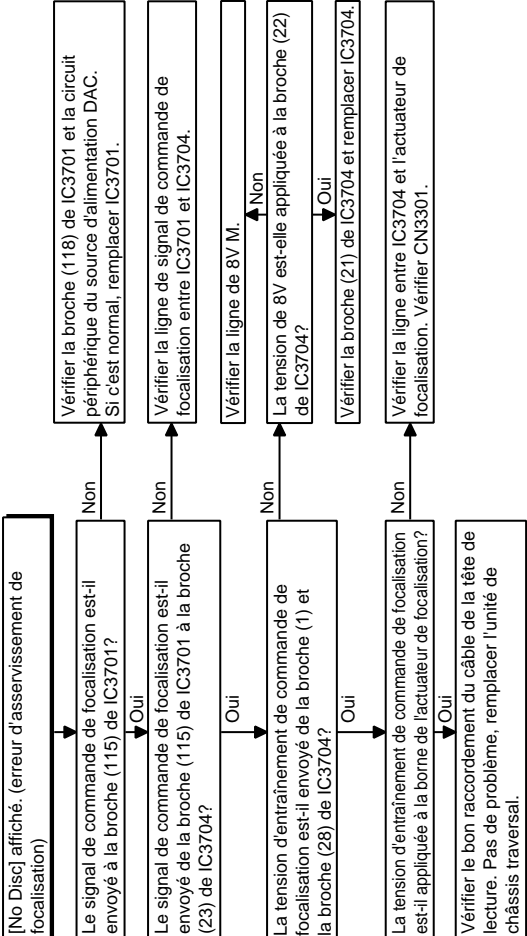 [No Disc] affiché. (erreur d'asservissement de
focalisation)
Le signal de commande de focalisation est-il
envoyé à la broche (115) de IC3701?
Non
Vérifier la broche (118) de IC3701 et la circuit
périphérique du source d'alimentation DAC.
Si c'est normal, remplacer IC3701.
Oui
Le signal de commande de focalisation est-il
envoyé de la broche (115) de IC3701 à la broche
(23) de IC3704?
Non
Vérifier la ligne de signal de commande de
focalisation entre IC3701 et IC3704.
Oui
La tension d'entraînement de commande de
focalisation est-il envoyé de la broche (1) et
la broche (28) de IC3704?
Non
La tension de 8V est-elle appliquée à la broche (22)
de IC3704?
Non
Vérifier la ligne de 8V M.
Oui
Vérifier la broche (21) de IC3704 et remplacer IC3704.
Oui
La tension d'entraînement de commande de focalisation
est-il appliquée à la borne de l'actuateur de focalisation?
Non
Vérifier la ligne entre IC3704 et l'actuateur de
focalisation. Vérifier CN3301.
Oui
Vérifier le bon raccordement du câble de la tête de
lecture. Pas de problème, remplacer l'unité de
châssis traversal.